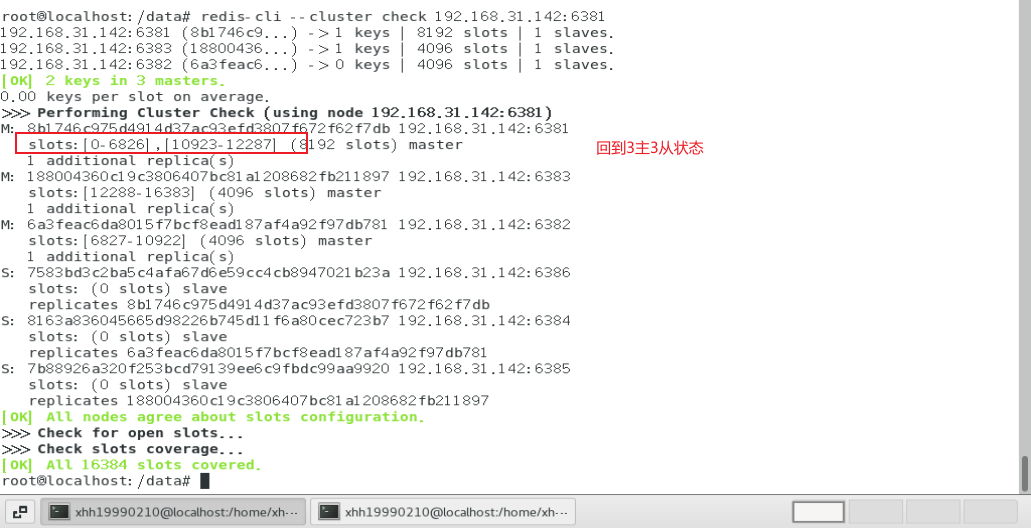 root@localhost:/data# redis-cli --cluster check 192.168.31.142:6381
192.168.31.142:6381 (8b1746c9...) -> 1 keys | 8192 slots | 1 slaves.
192.168.31.142:6383 (18800436...) -> 1 keys | 4096 slots | 1 slaves.
192.168.31.142:6382 (6a3feac6...) -> 0 keys | 4096 slots | 1 slaves.
[OK] 2 keys in 3 masters.
0.00 keys per slot on average.
>>> Performing Cluster Check (using node 192.168.31.142:6381)
M: 8b1746c975d4914d37ac93efd3807f672f62f7db 192.168.31.142:6381
slots:[0-6826],[10923-12287] (8192 slots) master
回到3主3从状态
1 additional replica(s)
M: 188004360c19c3806407bc81a1208682fb211897 192.168.31.142:6383
slots:[12288-16383] (4096 slots) master
1 additional replica(s)
M: 6a3feac6da8015f7bcf8ead187af4a92f97db781 192.168.31.142:6382
slots:[6827-10922] (4096 slots) master
1 additional replica(s)
S: 7583bd3c2ba5c4afa67d6e59cc4cb8947021b23a 192.168.31.142:6386
slots: (0 slots) slave
replicates 8b1746c975d4914d37ac93efd3807f672f62f7db
S: 8163a836045665d98226b745d11f6a80cec723b7 192.168.31.142:6384
slots: (0 slots) slave
replicates 6a3feac6da8015f7bcf8ead187af4a92f97db781
S: 7b88926a320f253bcd79139ee6c9fbdc99aa9920 192.168.31.142:6385
slots: (0 slots) slave
replicates 188004360c19c3806407bc81a1208682fb211897
[OK] All nodes agree about slots configuration.
>>> Check for open slots...
>>> Check slots coverage...
[OK] All 16384 slots covered.
root@localhost:/data#
xhh19990210@localhost:/home/xh···
xhh19990210@localhost:/home/xh···